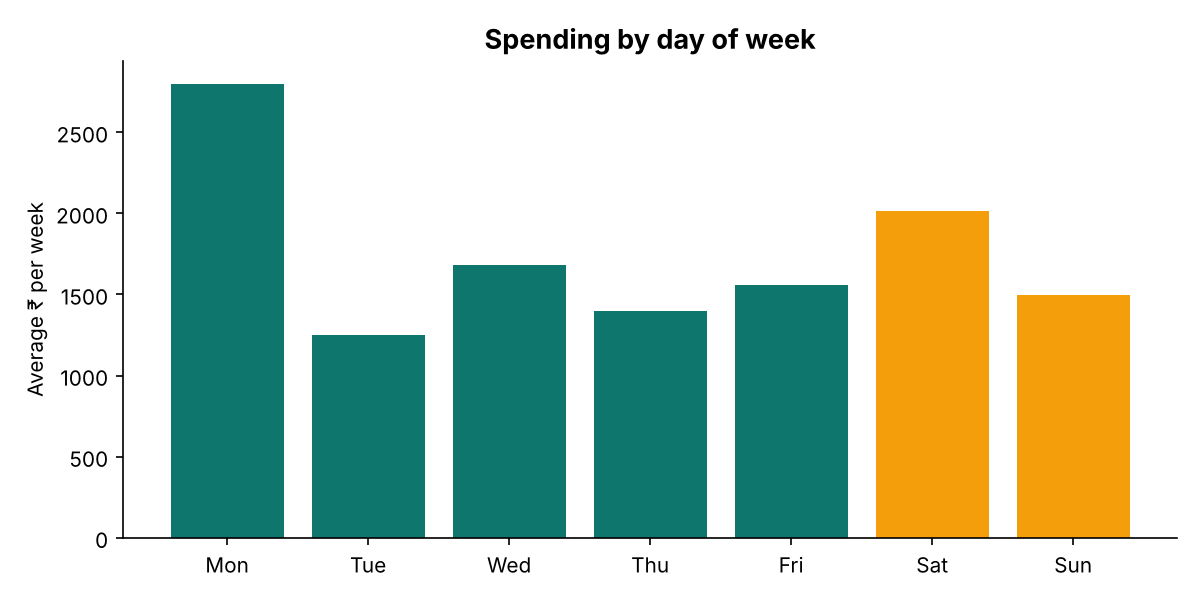 Spending by day of week
Average ₹ per week
2500
2000
1500
1000
500
0
Mon Tue Wed Thu Fri Sat Sun